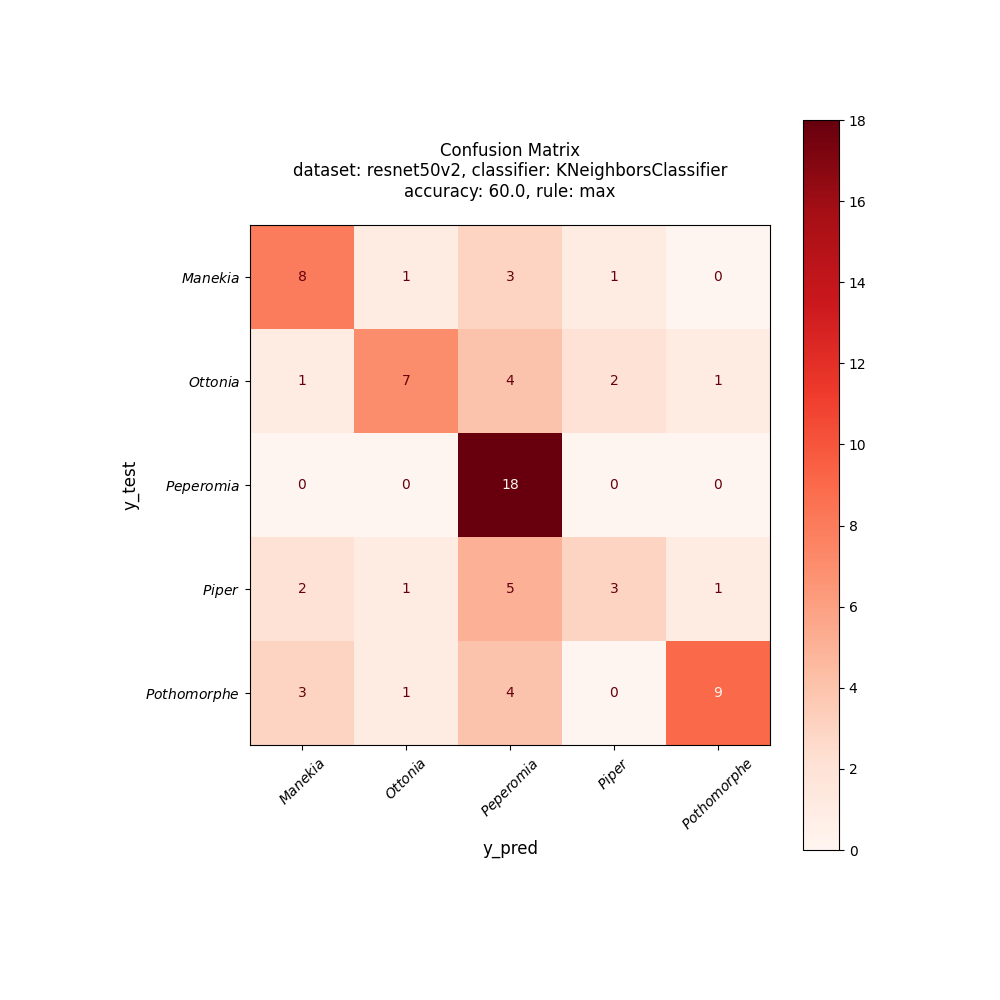 Confusion Matrix
dataset: resnet50v2, classifier: KNeighborsClassifier
accuracy: 60.0, rule: max
Manekia 8 1 3 1 0
Ottonia 1 7 4 2 1
Peperomia 0 0 18 0 0
Piper 2 1 5 3 1
Pothomorphe 3 1 4 0 9
y_test
Manekia Ottonia Peperomia Piper Pothomorphe
y_pred
18
16
14
12
10
8
6
4
2
0